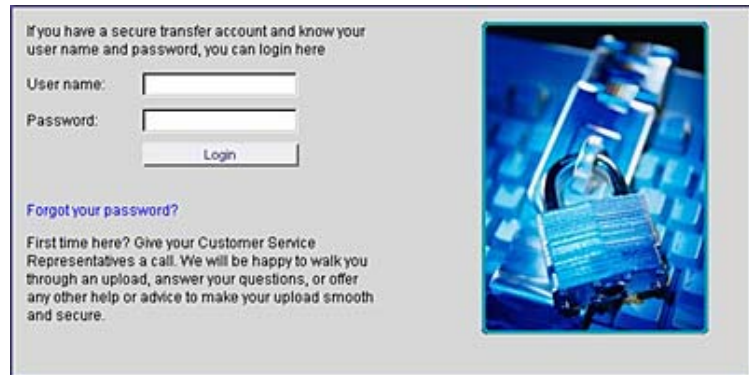 If you have a secure transfer account and know your
user name and password, you can login here
User name:
Password:
Login
Forgot your password?
First time here? Give your Customer Service
Representatives a call. We will be happy to walk you
through an upload, answer your questions, or offer
any other help or advice to make your upload smooth
and secure.